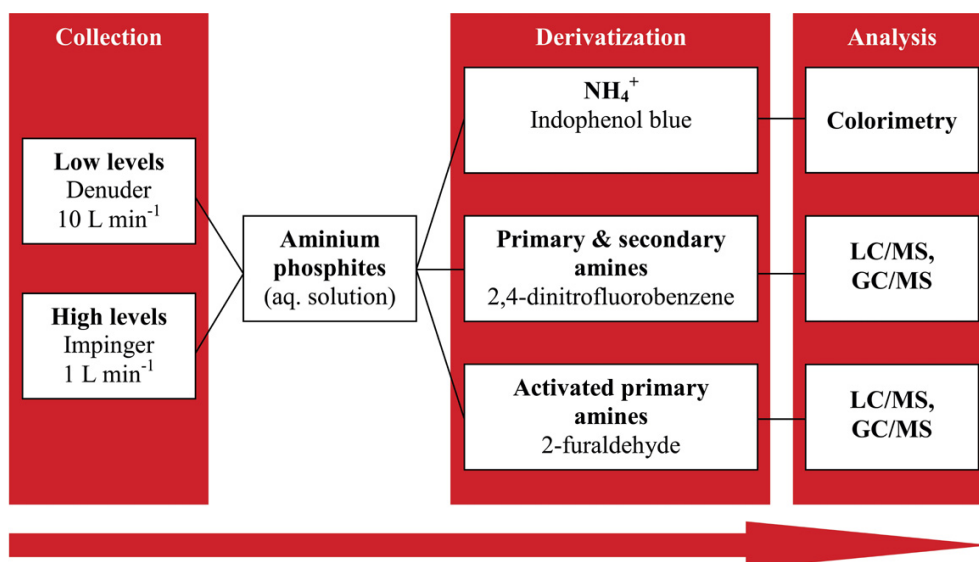 Collection
Low levels
Denuder
10 L min⁻¹
High levels
Impinger
1 L min⁻¹
Aminium
phosphites
(aq. solution)
Derivatization
NH₄⁺
Indophenol blue
Primary & secondary
amines
2,4-dinitrofluorobenzene
Activated primary
amines
2-furaldehyde
Analysis
Colorimetry
LC/MS,
GC/MS
LC/MS,
GC/MS